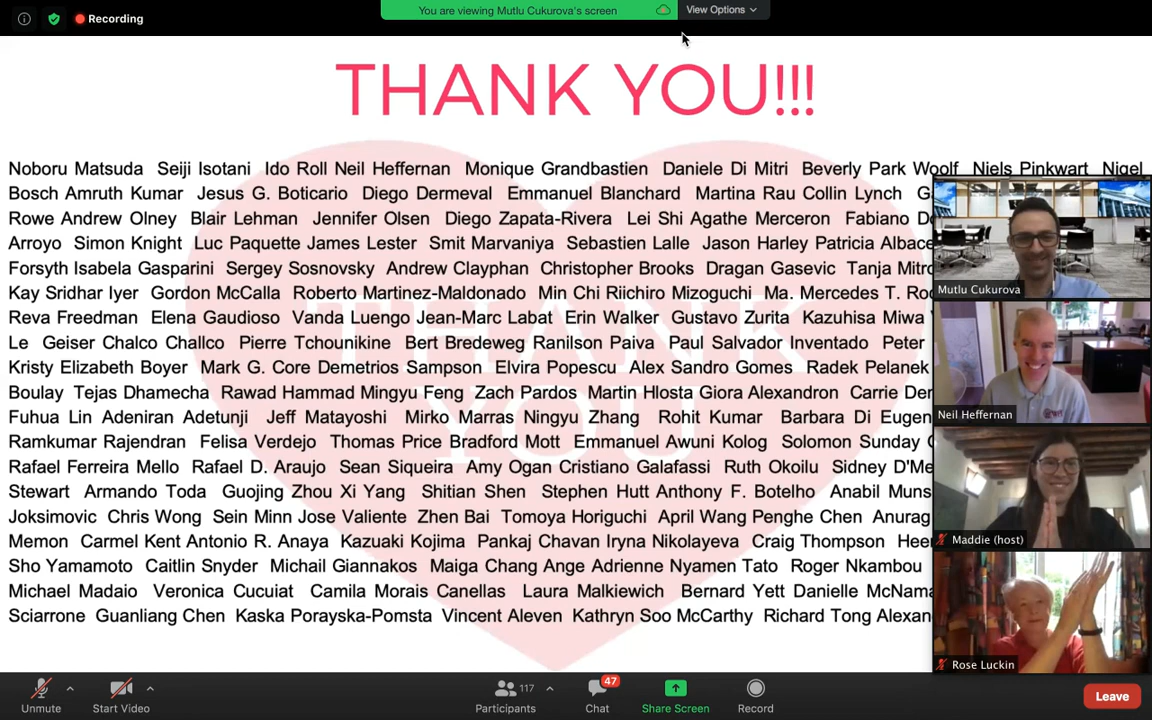 Recording
You are viewing Mutlu Cukurova's screen
View Options
THANK YOU!!!
Noboru Matsuda Seiji Isotani Ido Roll Neil Heffernan Monique Grandbastien Daniele Di Mitri Beverly Park Woolf Niels Pinkwart Nigel
Bosch Amruth Kumar Jesus G. Boticario Diego Dermeval Emmanuel Blanchard Martina Rau Collin Lynch
Rowe Andrew Olney Blair Lehman Jennifer Olsen Diego Zapata-Rivera Lei Shi Agathe Merceron Fabiano
Arroyo Simon Knight Luc Paquette James Lester Smit Marvaniya Sebastien Lalle Jason Harley Patricia
Forsyth Isabela Gasparini Sergey Sosnovsky Andrew Clayphan Christopher Brooks Dragan Gasevic Tanja
Kay Sridhar Iyer Gordon McCalla Roberto Martinez-Maldonado Min Chi Riichiro Mizoguchi Ma. Mercedes T.
Reva Freedman Elena Gaudioso Vanda Luengo Jean-Marc Labat Erin Walker Gustavo Zurita Kazuhisa Miwa
Le Geiser Chalco Challco Pierre Tchounikine Bert Bredeweg Ranilson Paiva Paul Salvador Inventado Peter
Kristy Elizabeth Boyer Mark G. Core Demetrios Sampson Elvira Popescu Alex Sandro Gomes Radek Pelanek
Boulay Tejas Dhamecha Rawad Hammad Mingyu Feng Zach Pardos Martin Hlosta Giora Alexandron Carrie
Fuhua Lin Adeniran Adetunji Jeff Matayoshi Mirko Marras Ningyu Zhang Rohit Kumar Barbara Di
Ramkumar Rajendran Felisa Verdejo Thomas Price Bradford Mott Emmanuel Awuni Kolog Solomon Sunday
Rafael Ferreira Mello Rafael D. Araujo Sean Siqueira Amy Ogan Cristiano Galafassi Ruth Okoilu Sidney
Stewart Armando Toda Guojing Zhou Xi Yang Shitian Shen Stephen Hutt Anthony F. Botelho Anabil
Joksimovic Chris Wong Sein Minn Jose Valiente Zhen Bai Tomoya Horiguchi April Wang Penghe Chen Anurag
Memon Carmel Kent Antonio R. Anaya Kazuaki Kojima Pankaj Chavan Iryna Nikolayeva Craig Thompson
Sho Yamamoto Caitlin Snyder Michail Giannakos Maiga Chang Ange Adrienne Nyamen Tato Roger Nkambou
Michael Madaio Veronica Cucuiat Camila Morais Canellas Laura Malkiewich Bernard Yett Danielle
Sciarrone Guanliang Chen Kaska Porayska-Pomsta Vincent Aleven Kathryn Soo McCarthy Richard Tong
THANK
YOU
Mutlu Cukurova
Neil Heffernan
Maddie (host)
Rose Luckin
Unmute
Start Video
117
Participants
47
Chat
Share Screen
Record
Leave